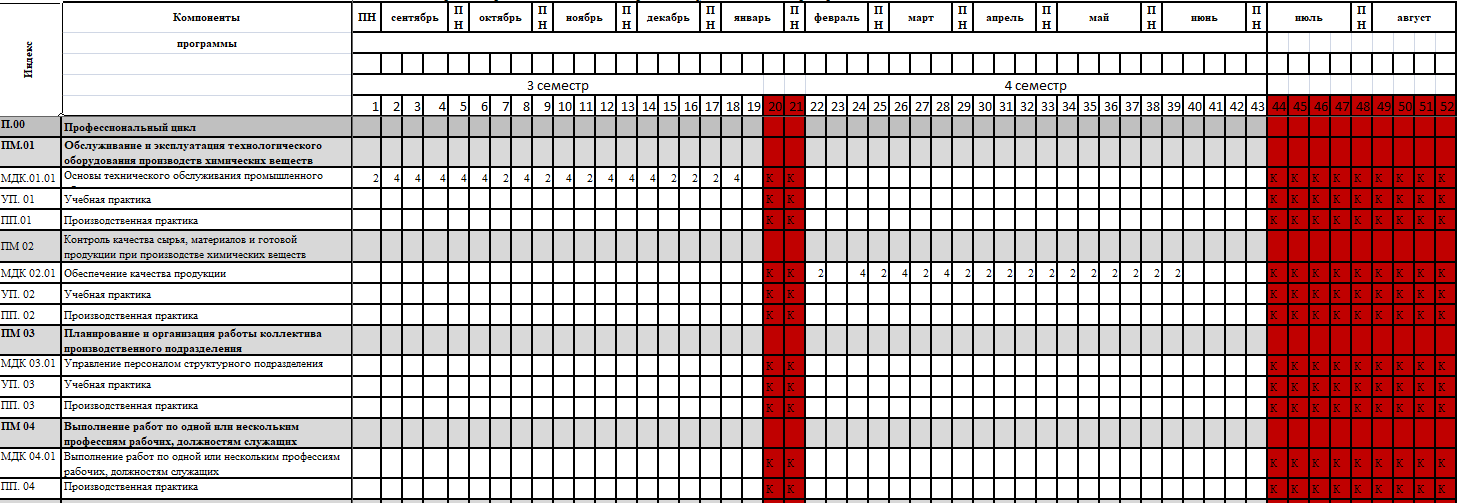 Индекс
Компоненты ПН сентябрь ПН октябрь ПН ноябрь ПН декабрь ПН январь ПН февраль ПН март ПН апрель ПН май ПН июнь ПН июль ПН август
программы
3 семестр 4 семестр
1 2 3 4 5 6 7 8 9 10 11 12 13 14 15 16 17 18 19 20 21 22 23 24 25 26 27 28 29 30 31 32 33 34 35 36 37 38 39 40 41 42 43 44 45 46 47 48 49 50 51 52
П.00 Профессиональный цикл
ПМ.01 Обслуживание и эксплуатация технологического
оборудования производств химических веществ
МДК.01.01 Основы технического обслуживания промышленного 2 4 4 4 4 4 2 4 2 4 2 4 4 4 2 2 2 4 К К К К К К К К К К К
УП. 01 Учебная практика К К К К К К К К К К К
ПП.01 Производственная практика К К К К К К К К К К К
ПМ 02 Контроль качества сырья, материалов и готовой
продукции при производстве химических веществ
МДК 02.01 Обеспечение качества продукции К К 2 4 2 4 2 4 2 2 2 2 2 2 2 2 2 2 2 К К К К К К К К К
УП. 02 Учебная практика К К К К К К К К К К К
ПП. 02 Производственная практика К К К К К К К К К К К
ПМ 03 Планирование и организация работы коллектива
производственного подразделения
МДК 03.01 Управление персоналом структурного подразделения К К К К К К К К К К К
УП. 03 Учебная практика К К К К К К К К К К К
ПП. 03 Производственная практика К К К К К К К К К К К
ПМ 04 Выполнение работ по одной или нескольким
профессиям рабочих, должностям служащих
МДК 04.01 Выполнение работ по одной или нескольким профессиям
рабочих, должностям служащих К К К К К К К К К К К
ПП. 04 Производственная практика К К К К К К К К К К К